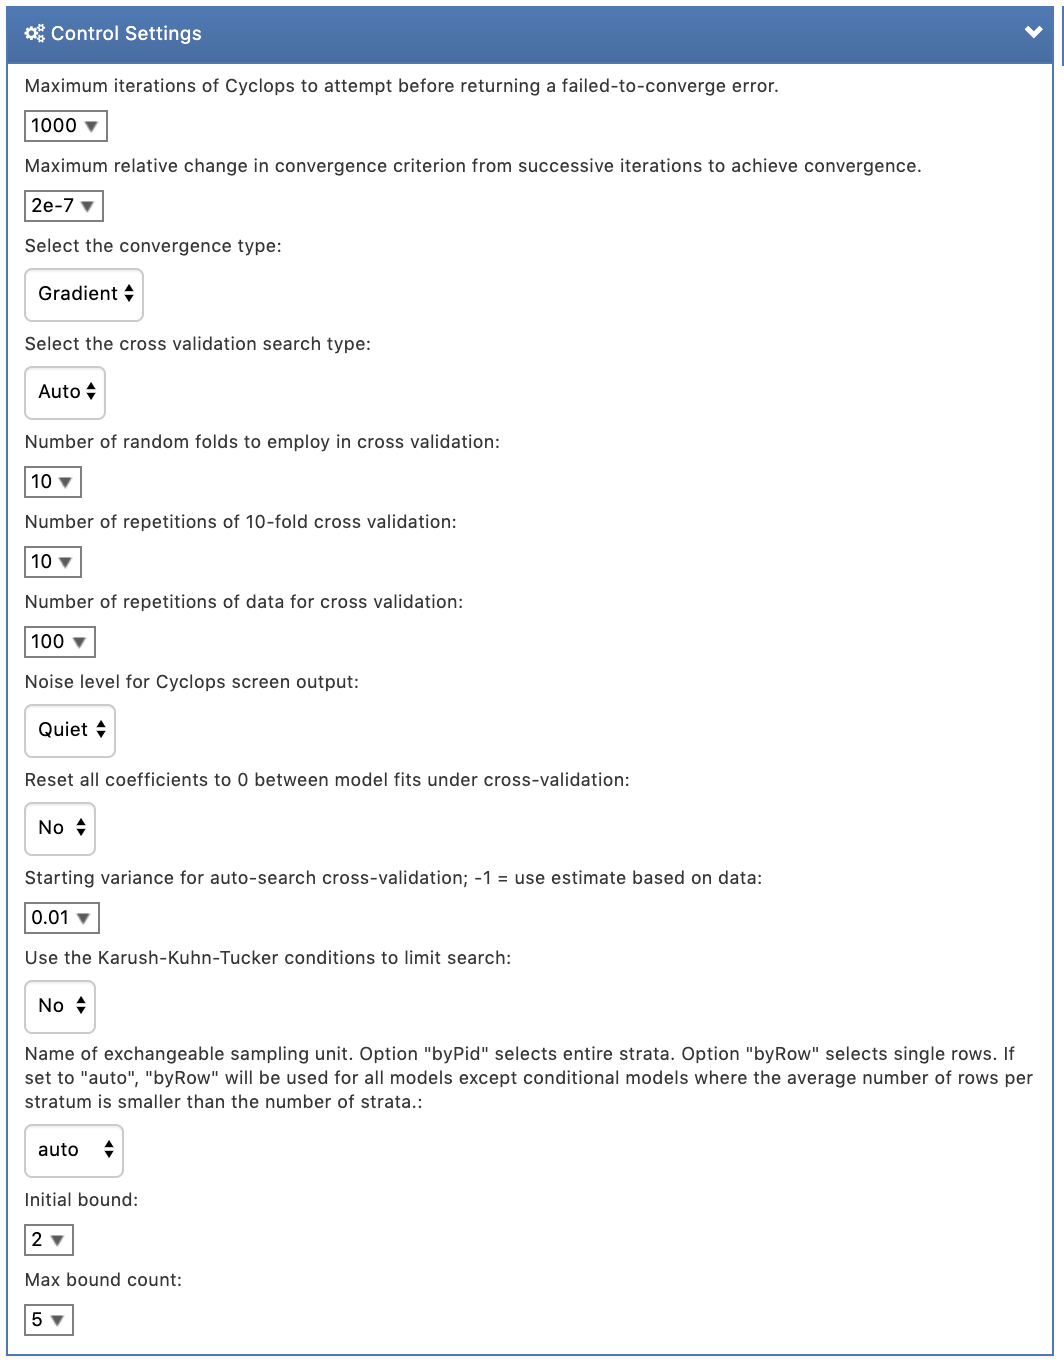 Control Settings
Maximum iterations of Cyclops to attempt before returning a failed-to-converge error.
1000
Maximum relative change in convergence criterion from successive iterations to achieve convergence.
2e-7
Select the convergence type:
Gradient
Select the cross validation search type:
Auto
Number of random folds to employ in cross validation:
10
Number of repetitions of 10-fold cross validation:
10
Number of repetitions of data for cross validation:
100
Noise level for Cyclops screen output:
Quiet
Reset all coefficients to 0 between model fits under cross-validation:
No
Starting variance for auto-search cross-validation; -1 = use estimate based on data:
0.01
Use the Karush-Kuhn-Tucker conditions to limit search:
No
Name of exchangeable sampling unit. Option "byPid" selects entire strata. Option "byRow" selects single rows. If
set to "auto", "byRow" will be used for all models except conditional models where the average number of rows per
stratum is smaller than the number of strata.:
auto
Initial bound:
2
Max bound count:
5